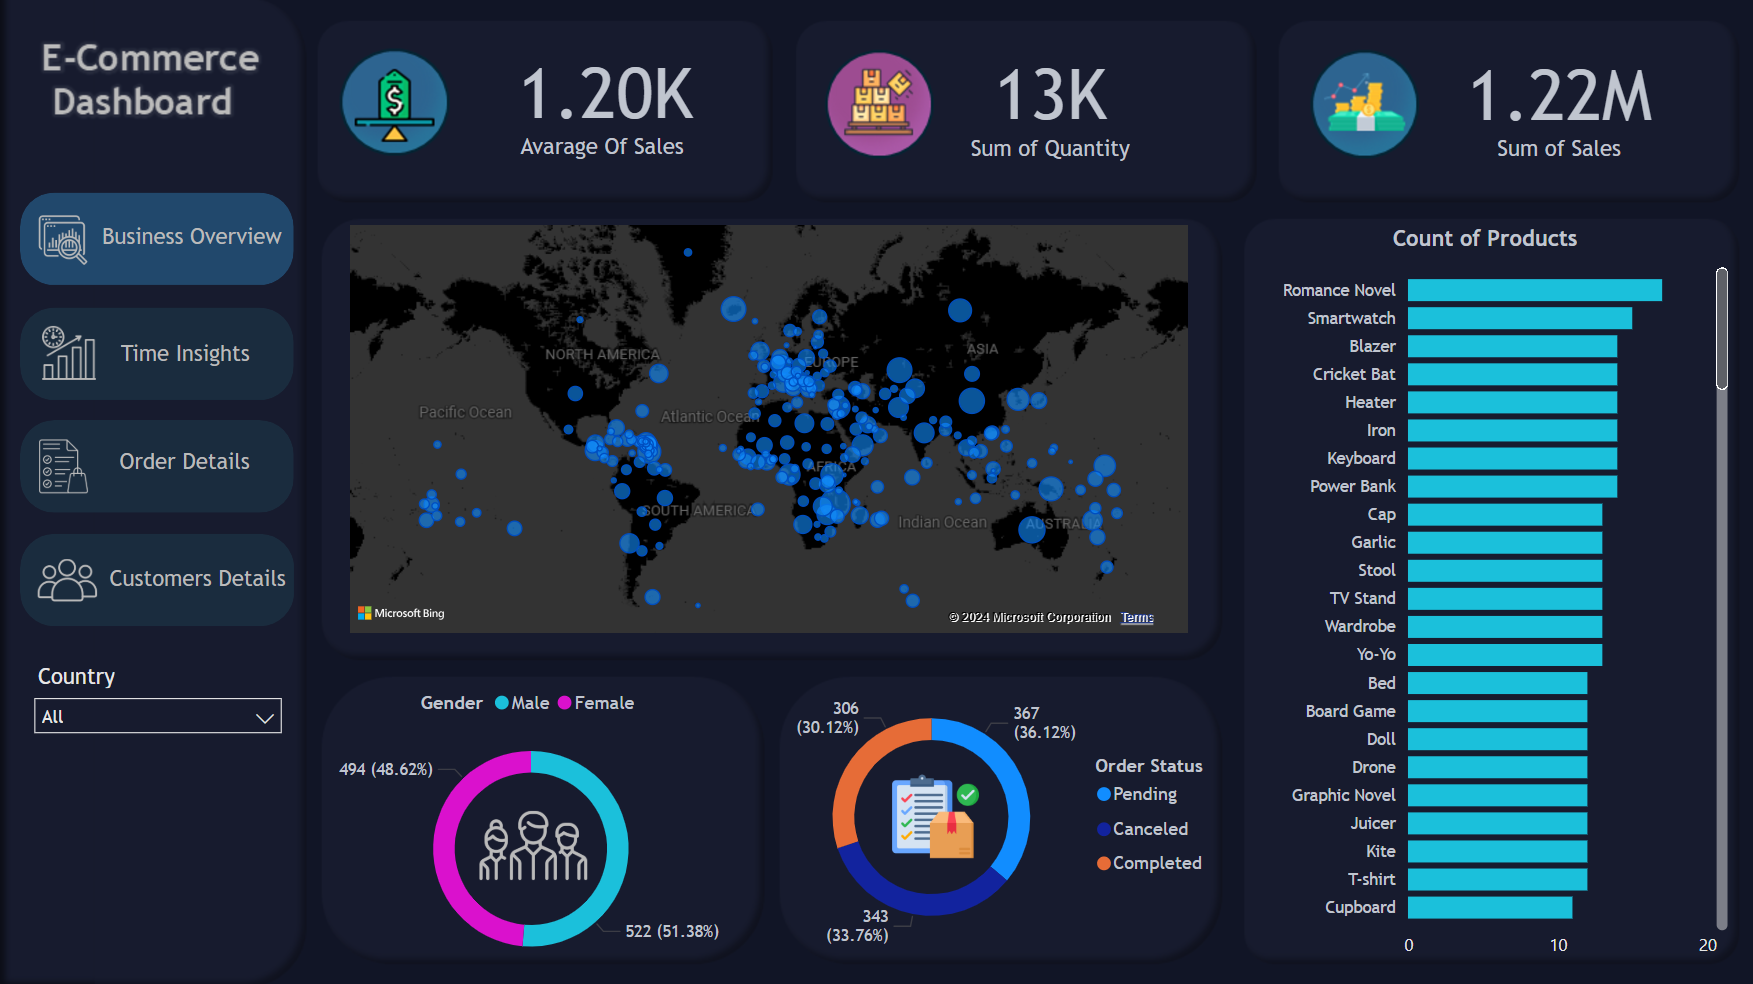 E-Commerce
Dashboard
1.20K
Avarage Of Sales
13K
Sum of Quantity
1.22M
Sum of Sales
Business Overview
Time Insights
Order Details
Customers Details
Country
All
NORTH AMERICA
EUROPE
ASIA
Pacific Ocean
Atlantic Ocean
AFRICA
SOUTH AMERICA
Indian Ocean
AUSTRALIA
Microsoft Bing
© 2024 Microsoft Corporation Terms
Gender Male Female
494 (48.62%)
522 (51.38%)
306
(30.12%)
367
(36.12%)
343
(33.76%)
Order Status
Pending
Canceled
Completed
Count of Products
Romance Novel
Smartwatch
Blazer
Cricket Bat
Heater
Iron
Keyboard
Power Bank
Cap
Garlic
Stool
TV Stand
Wardrobe
Yo-Yo
Bed
Board Game
Doll
Drone
Graphic Novel
Juicer
Kite
T-shirt
Cupboard
0 10 20